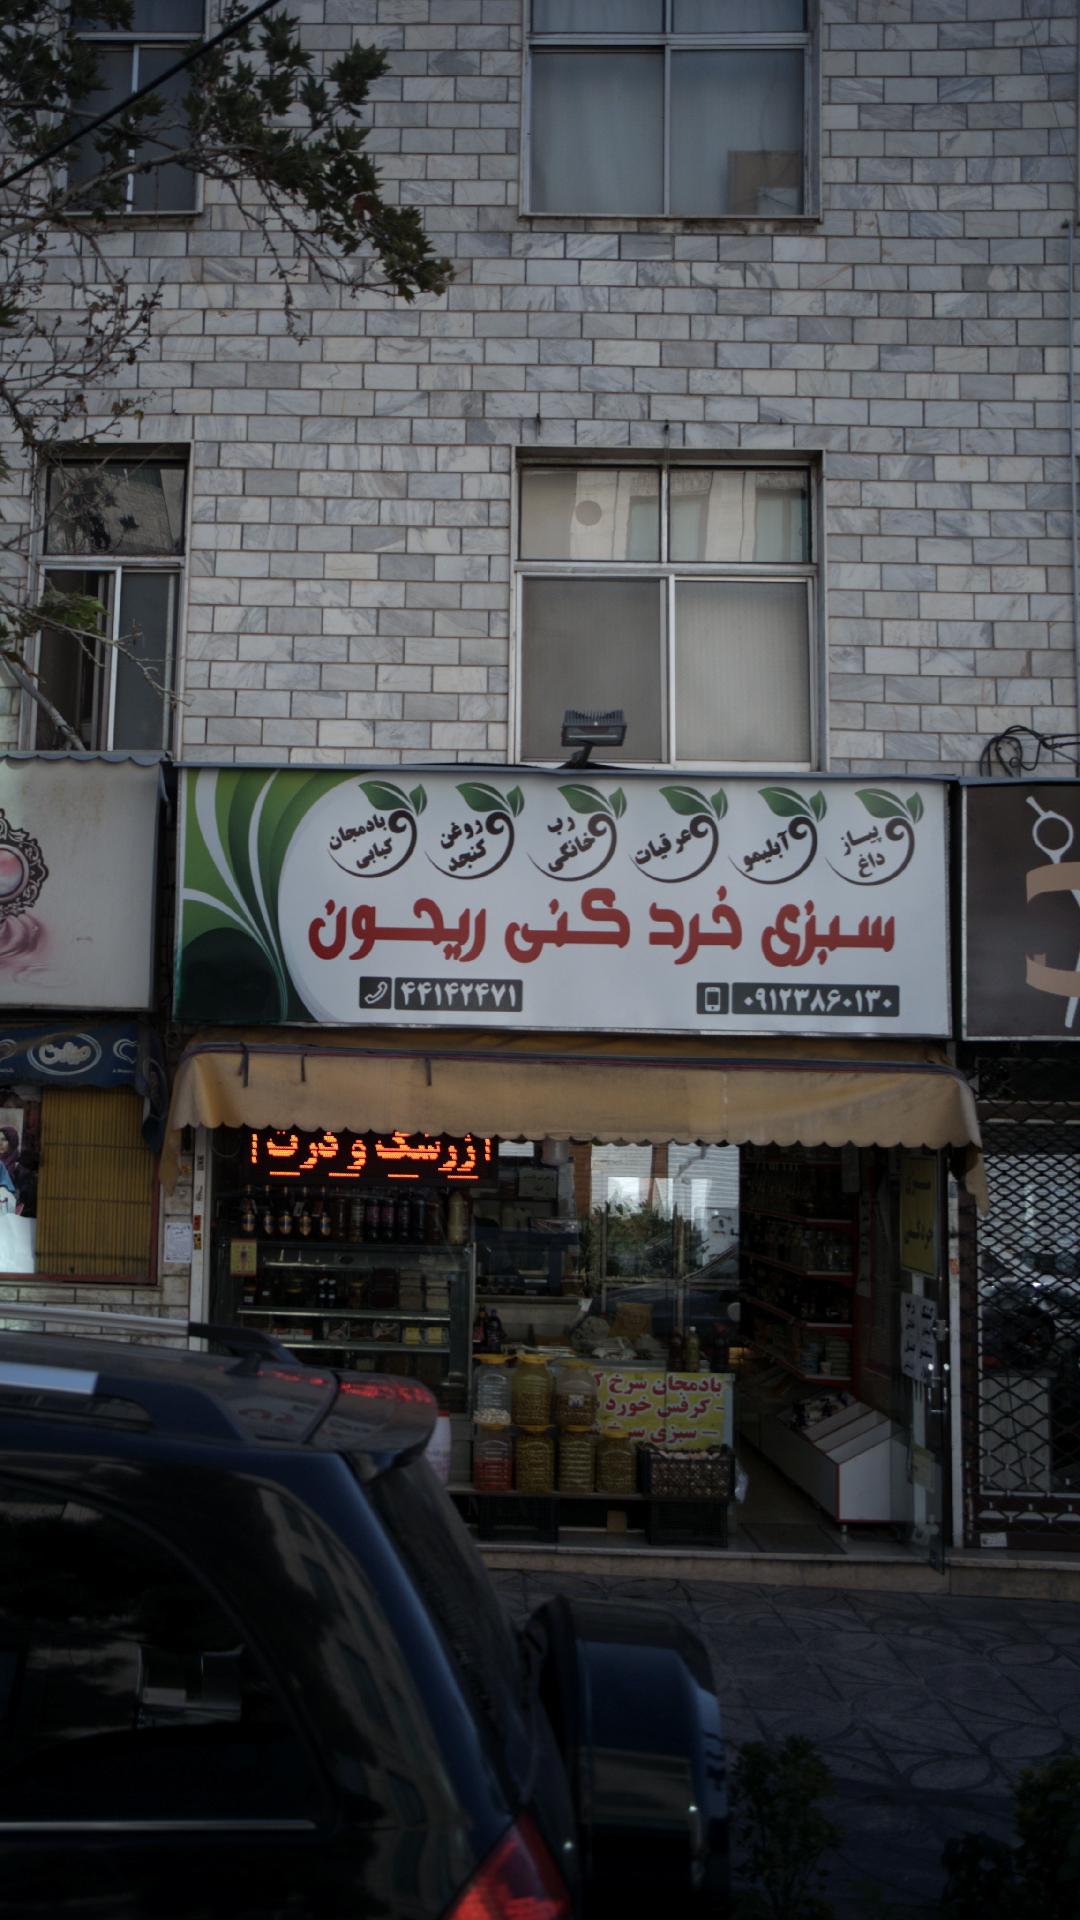 پیاز داغ
آبلیمو
عرقیات
رب خانگی
روغن کنجد
بادمجان کبابی
سبزی خرد کنی ریحون
۰۹۱۲۳۸۶۰۱۳۰
۴۴۱۴۲۴۷۱
بادمجان سرخ ک
- کرفس خورد
– سبزی سر